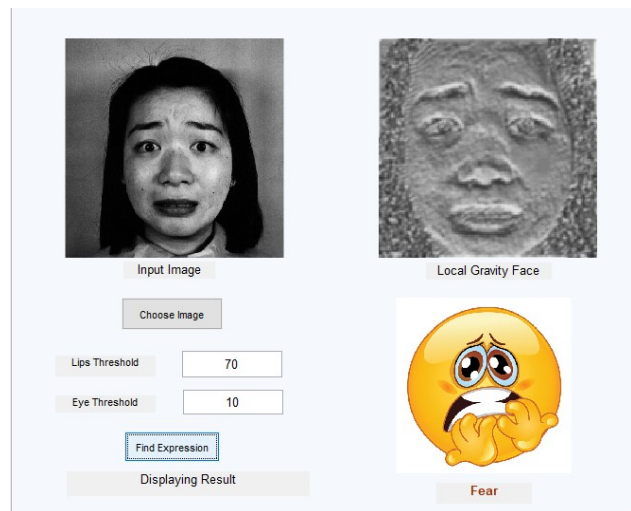 Input Image
Local Gravity Face
Choose Image
Lips Threshold
70
Eye Threshold
10
Find Expression
Displaying Result
Fear